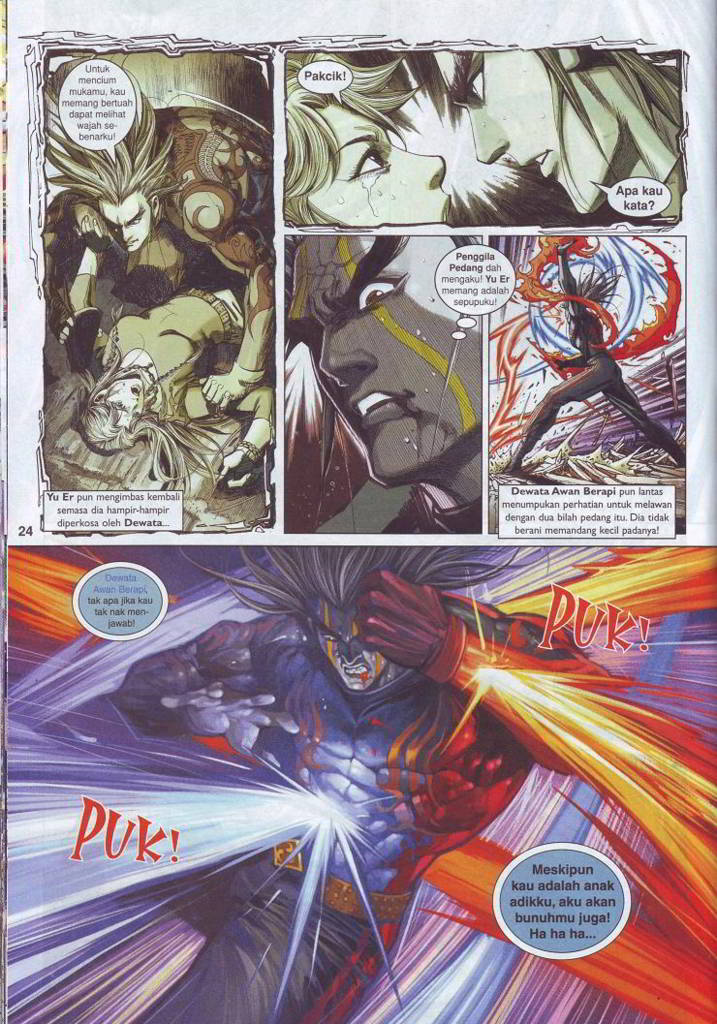 Untuk
mencium
mukamu, kau
memang bertuah
dapat melihat
wajah se-
benarku!
Pakcik!
Apa kau
kata?
Yu Er pun mengimbas kembali
semasa dia hampir-hampir
diperkosa oleh Dewata...
Penggila
Pedang dah
mengaku! Yu Er
memang adalah
sepupuku!
Dewata Awan Berapi pun lantas
menumpukan perhatian untuk melawan
dengan dua bilah pedang itu. Dia tidak
berani memandang kecil padanya!
24
Dewata
Awan Berapi,
tak apa jika kau
tak nak men-
jawab!
PUK!
PUK!
Meskipun
kau adalah anak
adikku, aku akan
bunuhmu juga!
Ha ha ha...